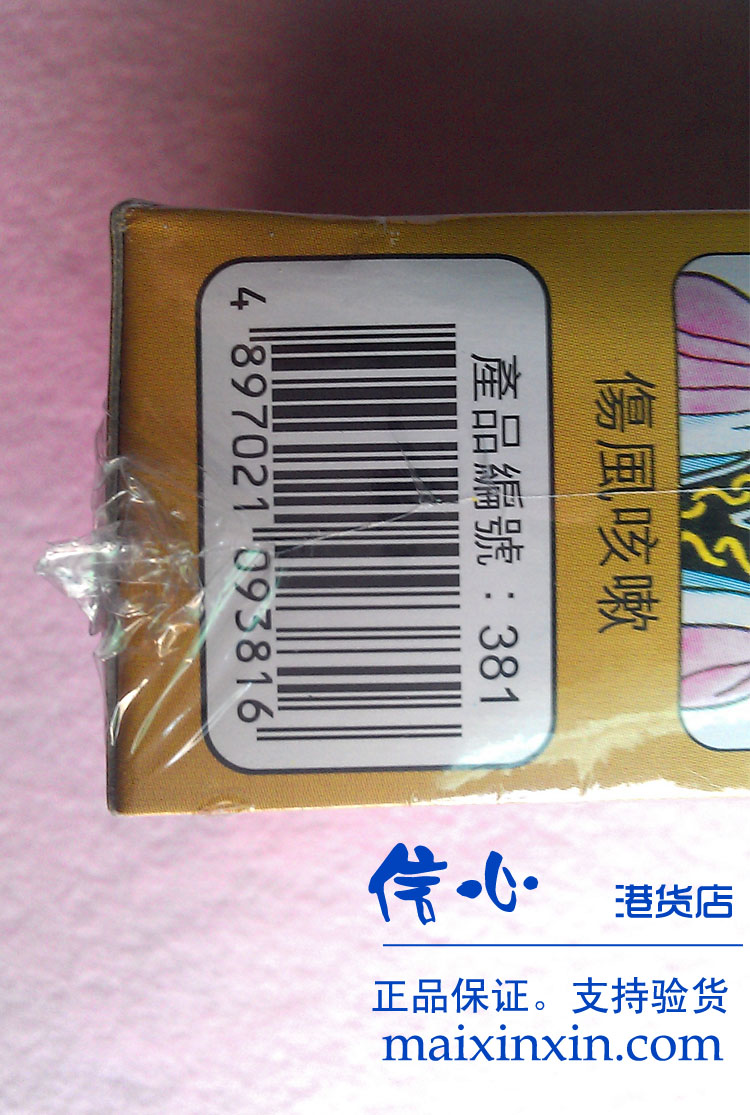 4 897021 093816
產品編號：381
傷風咳嗽
信心 港货店
正品保证。支持验货
maixinxin.com